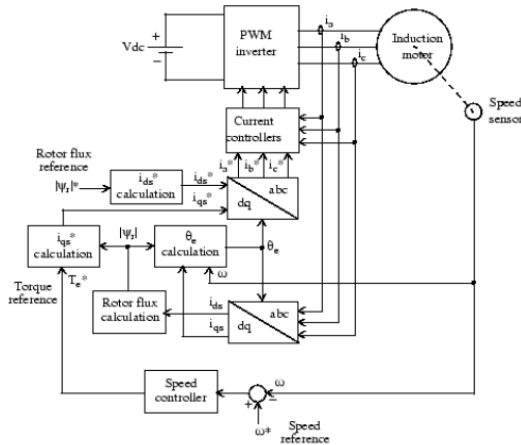 PWM
inverter
Vdc
+
−
i_a
i_b
i_c
Induction
motor
Speed
sensor
Current
controllers
i_a* i_b* i_c*
Rotor flux
reference
|ψ_r|*
i_ds*
calculation
i_ds*
i_qs*
abc
dq
i_qs*
calculation
|ψ_r|
θ_e
calculation
θ_e
ω
Torque
reference
T_e*
Rotor flux
calculation
i_ds
i_qs
abc
dq
Speed
controller
ω
+
−
ω*
Speed
reference